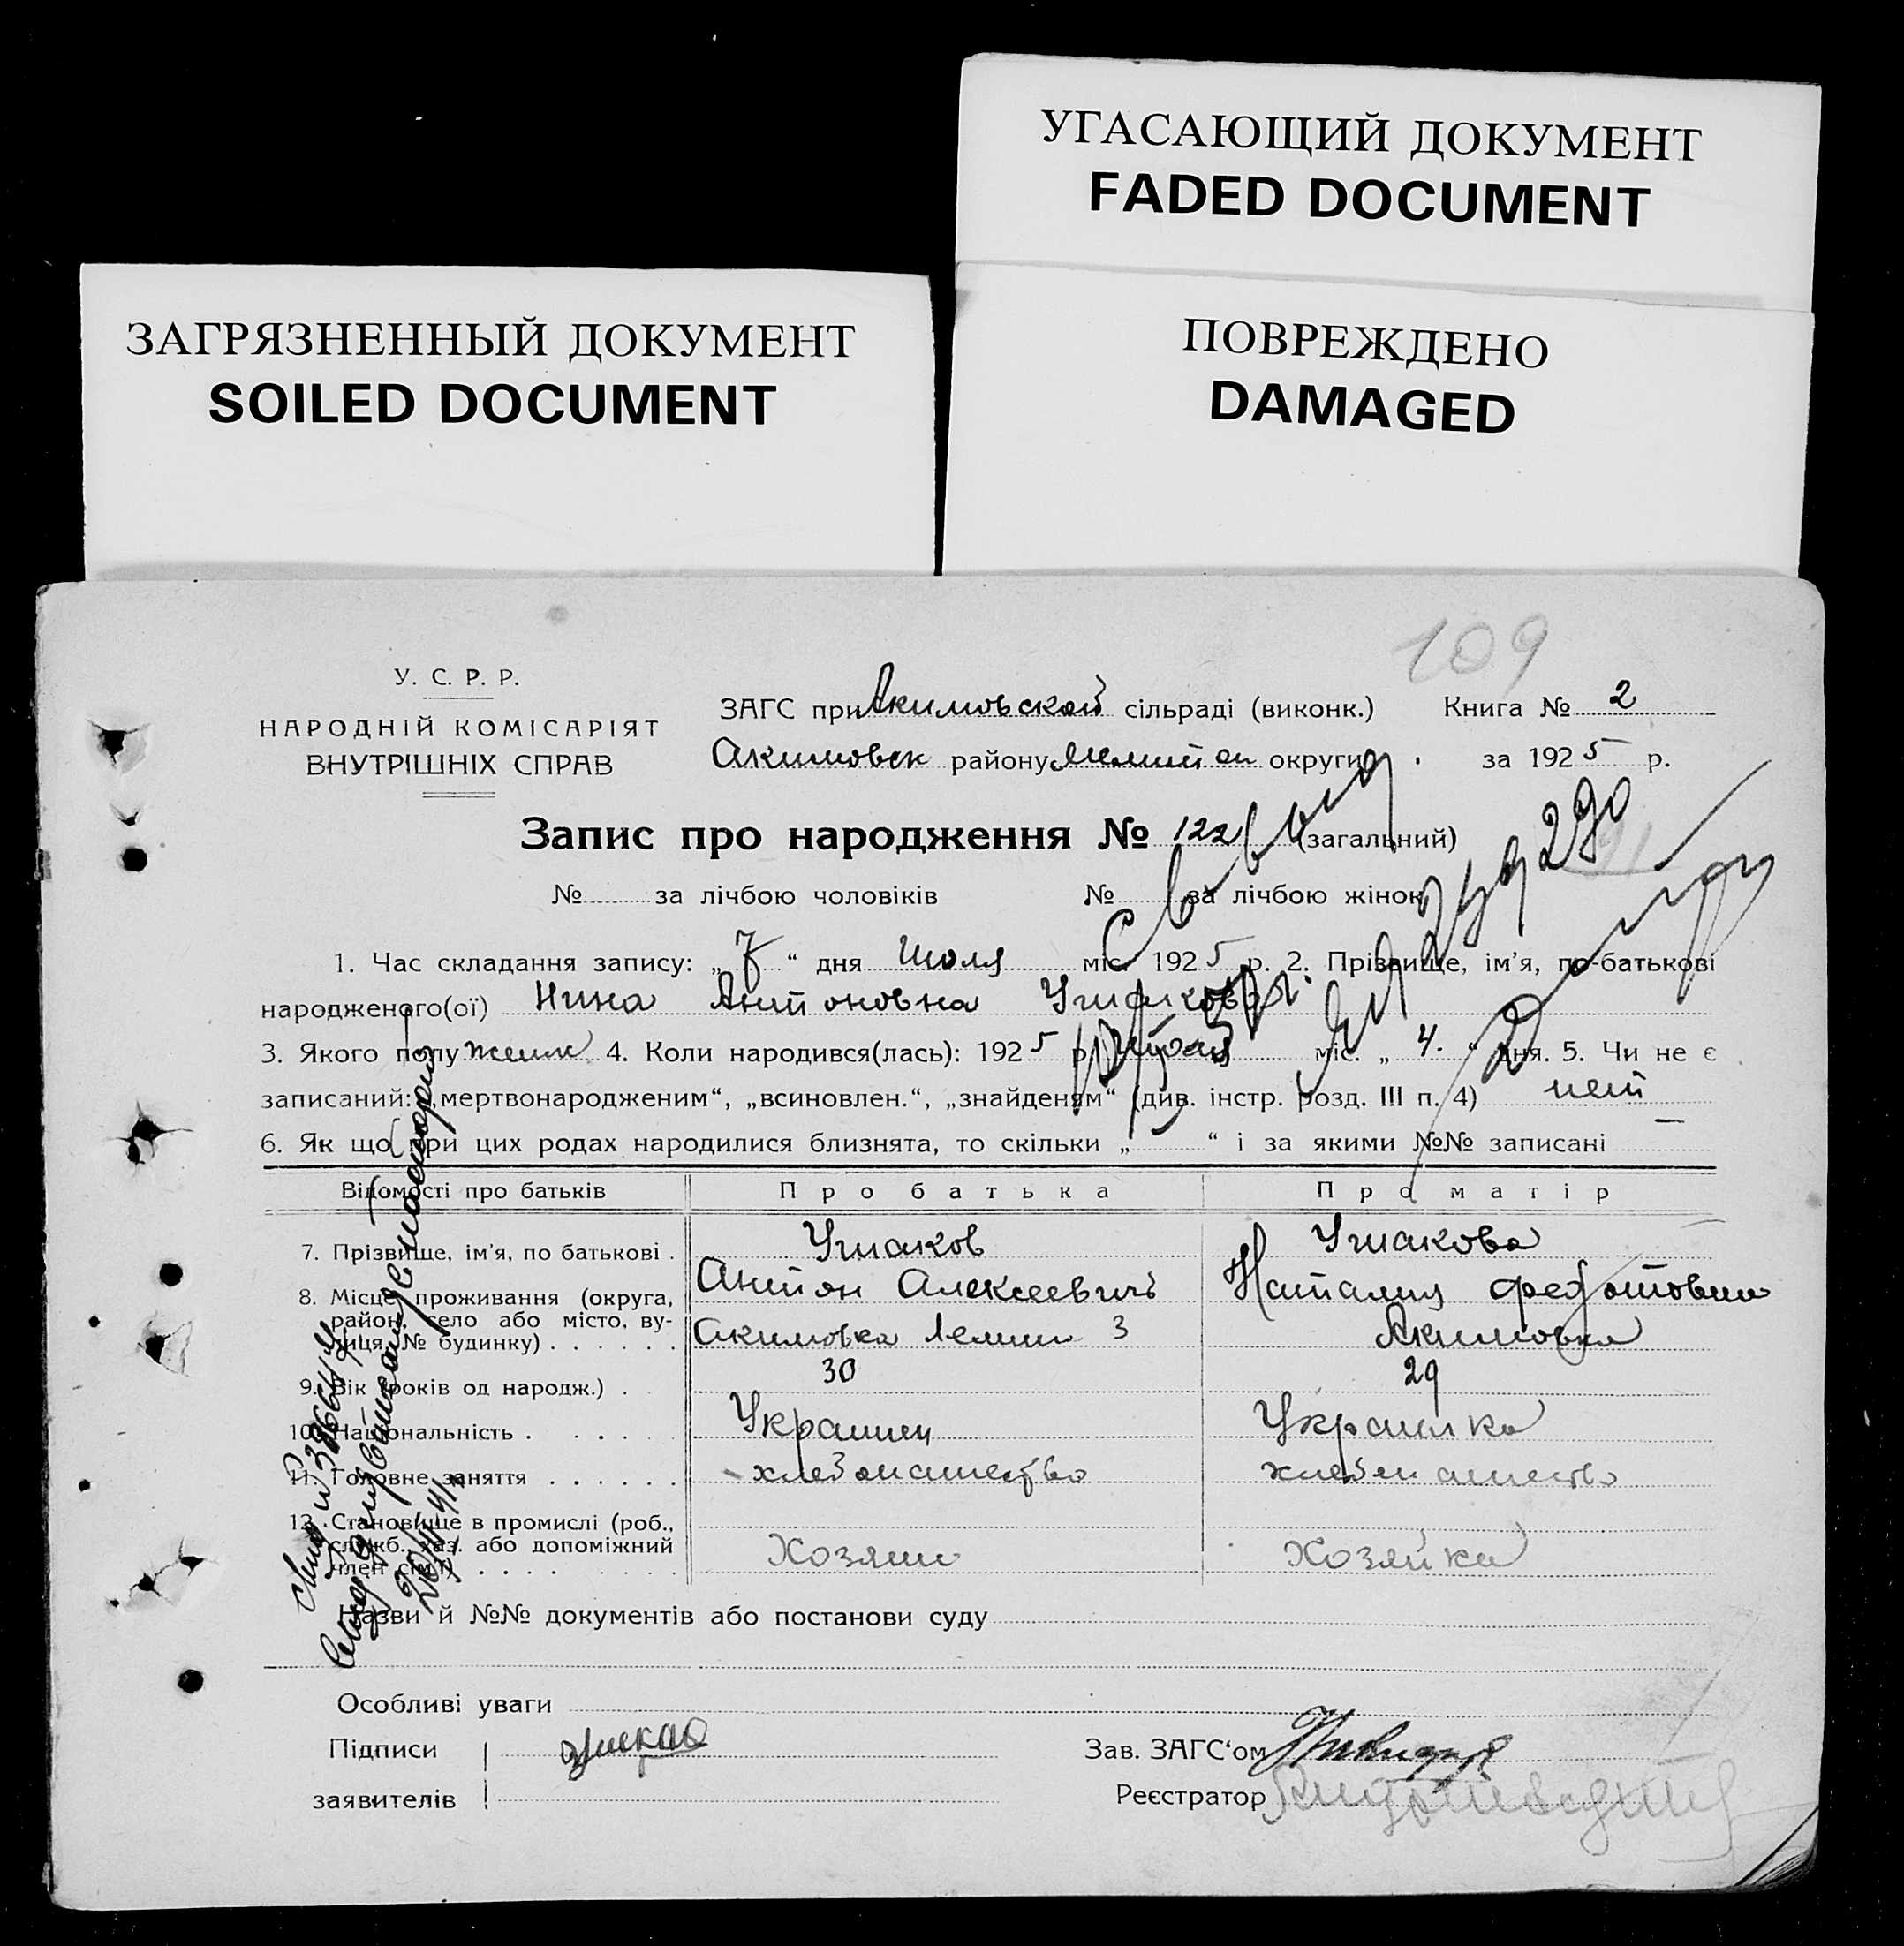 УГАСАЮЩИЙ ДОКУМЕНТ
FADED DOCUMENT
ЗАГРЯЗНЕННЫЙ ДОКУМЕНТ
SOILED DOCUMENT
ПОВРЕЖДЕНО
DAMAGED
109
У. С. Р. Р.
НАРОДНІЙ КОМІСАРІЯТ
ВНУТРІШНІХ СПРАВ
ЗАГС при Акимовской сільраді (виконк.) Книга № 2
Акимовск району Мелитоп округи за 1925 р.
Запис про народження № 122 (загальний)
№ за лічбою чоловіків № за лічбою жінок
1. Час складання запису: „7“ дня Июля міс. 1925 р. 2. Прізвище, ім'я, по-батькові
народженого(ої) Нина Антоновна Ушакова
3. Якого полу женск 4. Коли народився(лась): 1925 р. Июля міс. „4.“ дня. 5. Чи не є
записаний: „мертвонародженим“, „всиновлен.“, „знайденим“ (див. інстр. розд. III п. 4) нет
6. Як що при цих родах народилися близнята, то скільки „ “ і за якими №№ записані —
Відомості про батьків Про батька Про матір
7. Прізвище, ім'я, по батькові . Ушаков Ушакова
Антон Алексеевичъ Наталия Федотовна
8. Місце проживання (округа,
район, село або місто, ву-
лиця, № будинку) . . . . . . Акимовка Ленин 3 Акимовка
9. Вік (років од народж.) . 30 29
10. Національність . . . . . Украинец Украинка
11. Головне заняття . . . . . . хлебопашество хлебопашество
12. Становище в промислі (роб.,
служб., хаз. або допоміжний
член сім'ї) . . . . . . . . . Хозяин Хозяйка
Назви й №№ документів або постанови суду
Особливі уваги
Підписи
заявителів
Ушаков
Зав. ЗАГС‘ом
Реєстратор